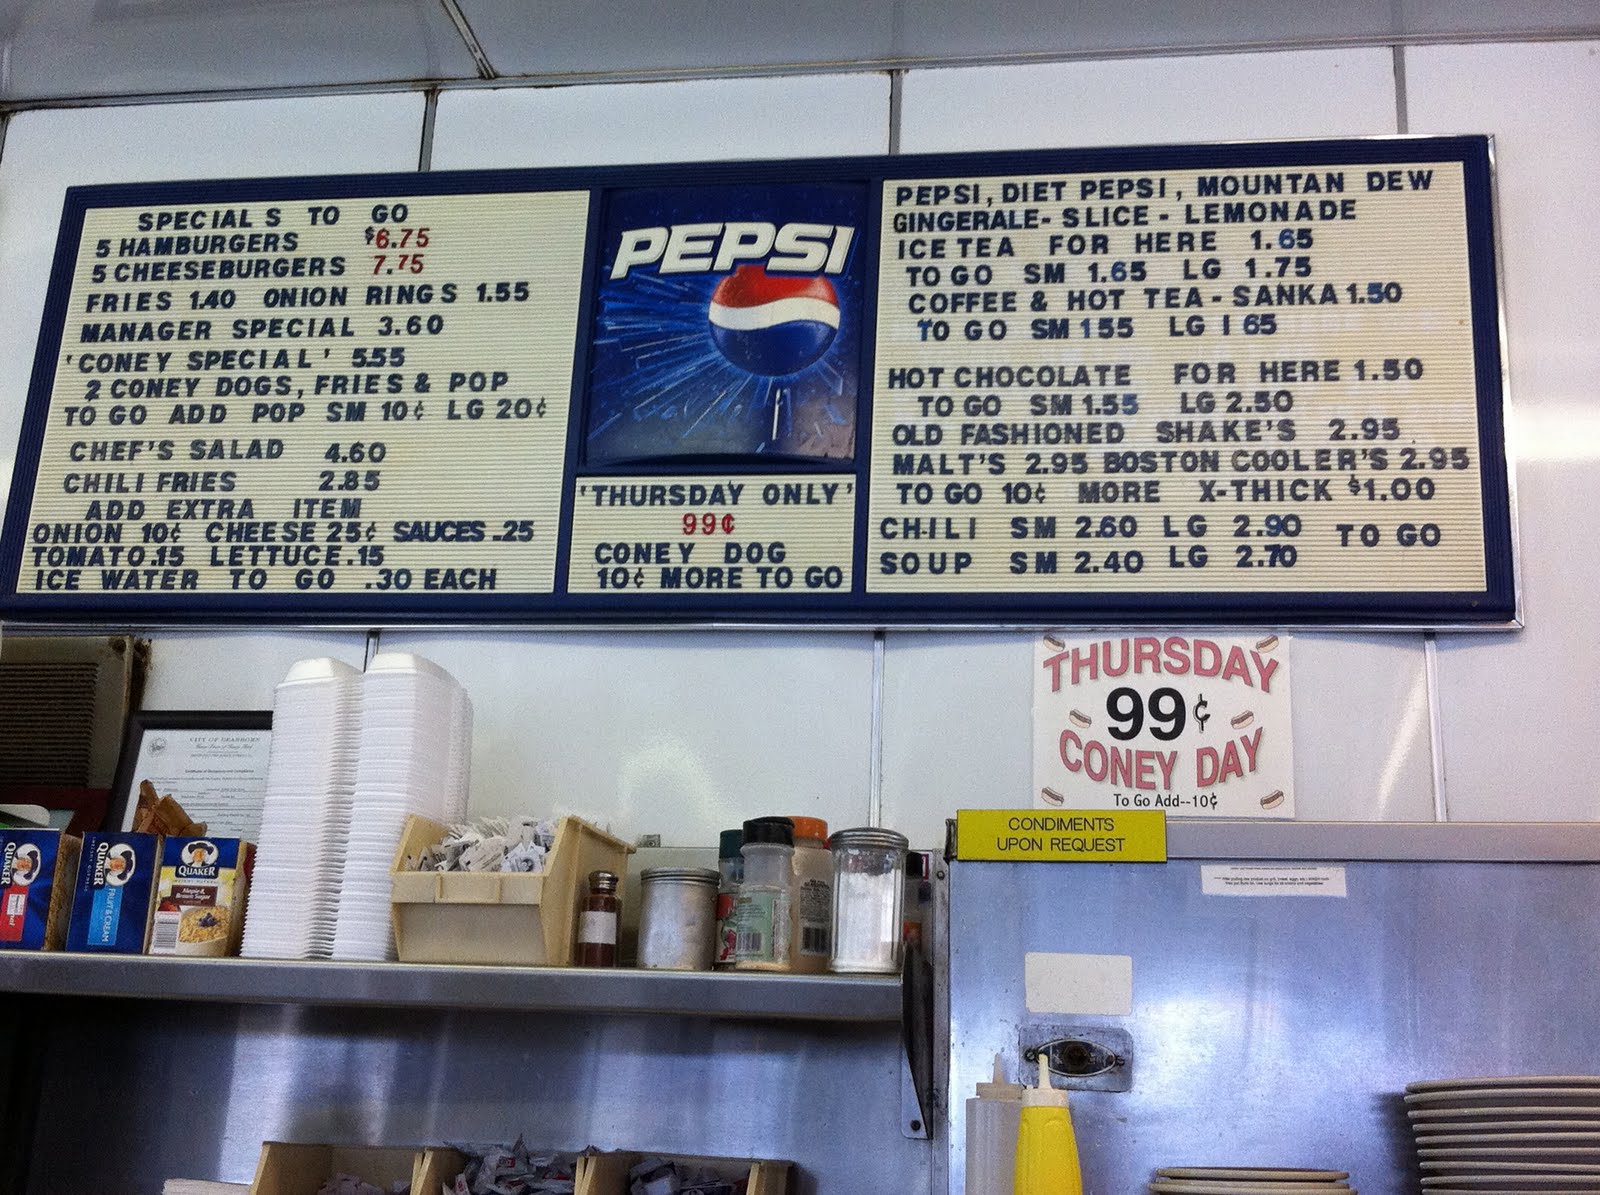 SPECIAL S TO GO
5 HAMBURGERS $6.75
5 CHEESEBURGERS 7.75
FRIES 1.40 ONION RINGS 1.55
MANAGER SPECIAL 3.60
'CONEY SPECIAL' 5.55
2 CONEY DOGS, FRIES & POP
TO GO ADD POP SM 10¢ LG 20¢
CHEF'S SALAD 4.60
CHILI FRIES 2.85
ADD EXTRA ITEM
ONION 10¢ CHEESE 25¢ SAUCES .25
TOMATO .15 LETTUCE .15
ICE WATER TO GO .30 EACH
PEPSI
'THURSDAY ONLY'
99¢
CONEY DOG
10¢ MORE TO GO
PEPSI, DIET PEPSI, MOUNTAN DEW
GINGERALE- SLICE - LEMONADE
ICE TEA FOR HERE 1.65
TO GO SM 1.65 LG 1.75
COFFEE & HOT TEA - SANKA 1.50
TO GO SM 155 LG 1 65
HOT CHOCOLATE FOR HERE 1.50
TO GO SM 1.55 LG 2.50
OLD FASHIONED SHAKE'S 2.95
MALT'S 2.95 BOSTON COOLER'S 2.95
TO GO 10¢ MORE X-THICK $1.00
CHILI SM 2.60 LG 2.90 TO GO
SOUP SM 2.40 LG 2.70
THURSDAY
99¢
CONEY DAY
To Go Add--10¢
CONDIMENTS
UPON REQUEST
CITY OF DEARBORN
QUAKER
QUAKER
FRUIT & CREAM
QUAKER
Maple &
Brown Sugar